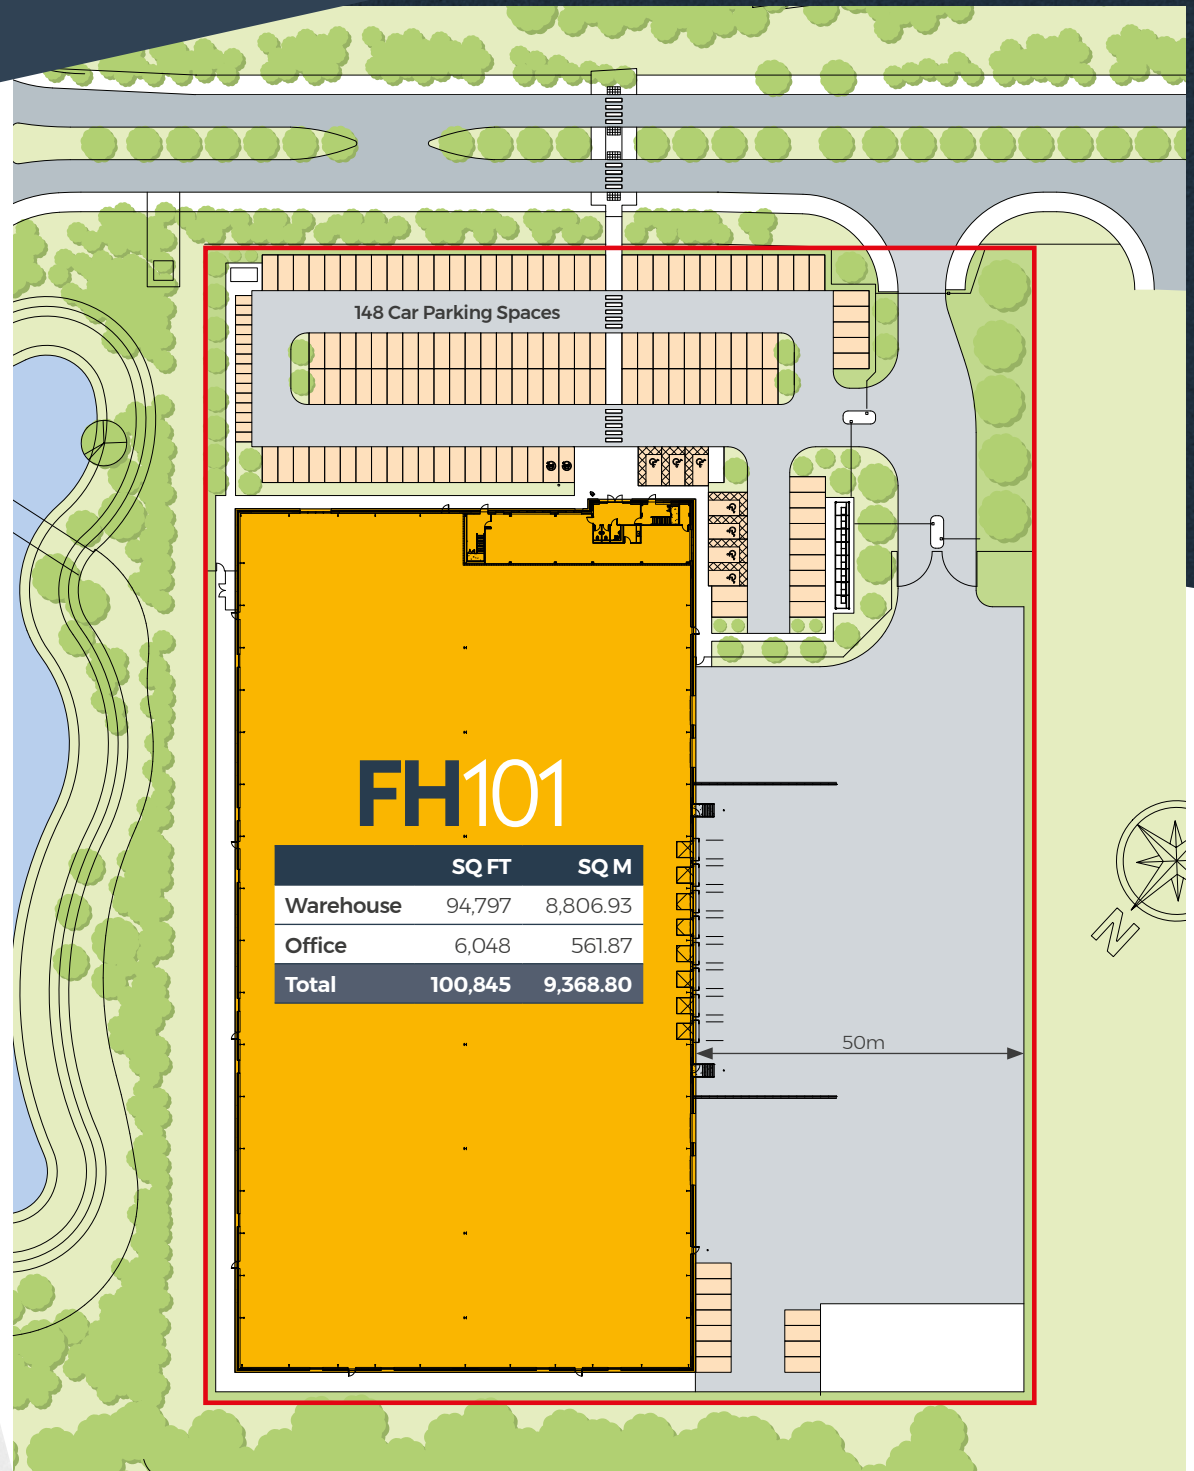 148 Car Parking Spaces
FH101
SQ FT SQ M
Warehouse 94,797 8,806.93
Office 6,048 561.87
Total 100,845 9,368.80
50m
N